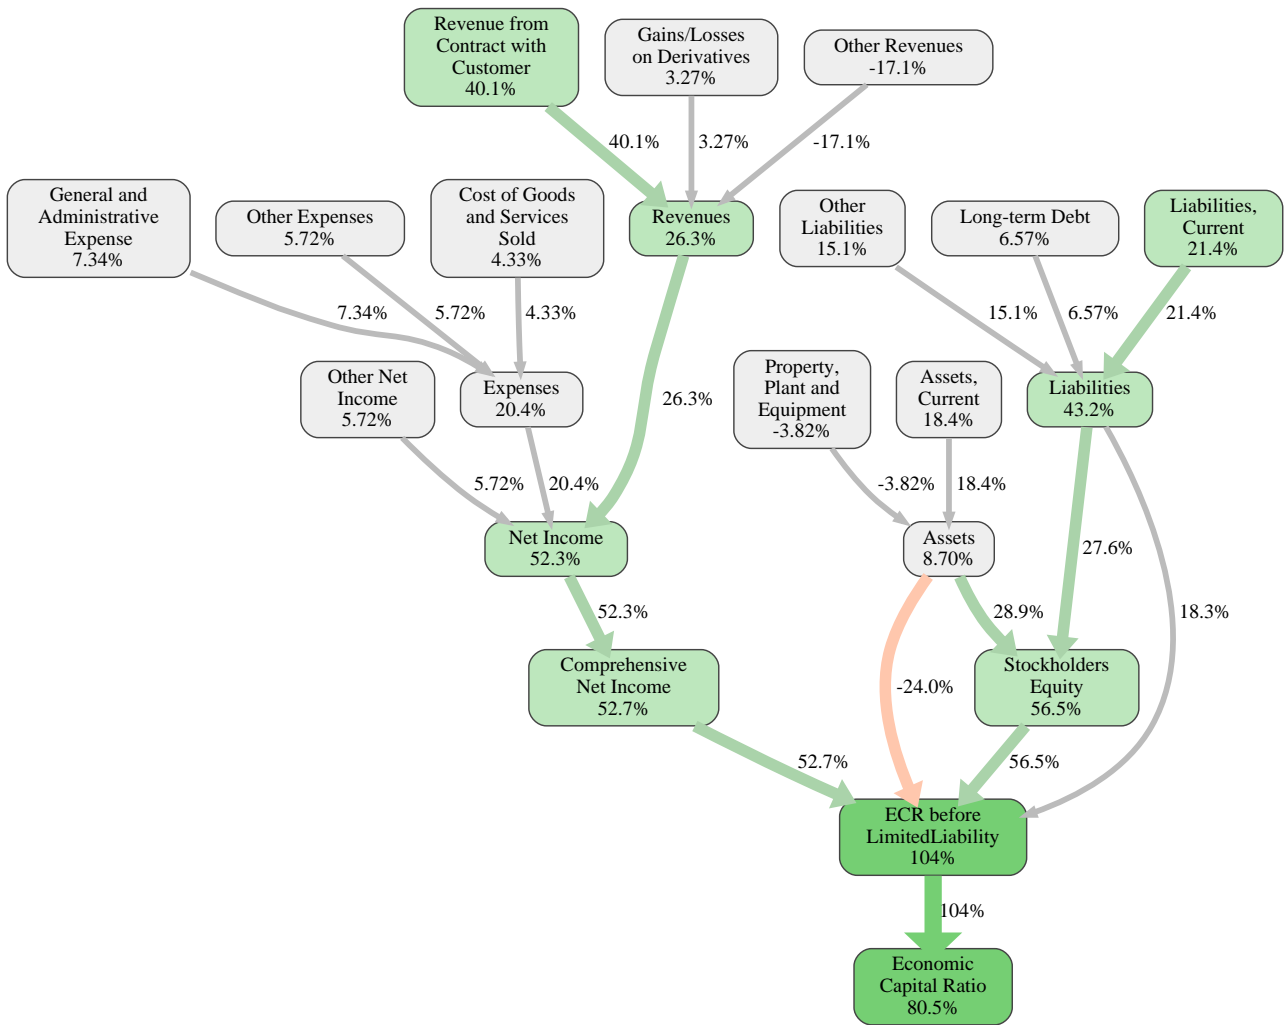 Revenue from
Contract with
Customer
40.1%
Gains/Losses
on Derivatives
3.27%
Other Revenues
-17.1%
40.1%
3.27%
-17.1%
General and
Administrative
Expense
7.34%
Other Expenses
5.72%
Cost of Goods
and Services
Sold
4.33%
Revenues
26.3%
Other
Liabilities
15.1%
Long-term Debt
6.57%
Liabilities,
Current
21.4%
7.34%
5.72%
4.33%
15.1%
6.57%
21.4%
Other Net
Income
5.72%
Expenses
20.4%
26.3%
Property,
Plant and
Equipment
-3.82%
Assets,
Current
18.4%
Liabilities
43.2%
5.72%
20.4%
-3.82%
18.4%
Net Income
52.3%
Assets
8.70%
27.6%
52.3%
28.9%
18.3%
Comprehensive
Net Income
52.7%
-24.0%
Stockholders
Equity
56.5%
52.7%
56.5%
ECR before
LimitedLiability
104%
104%
Economic
Capital Ratio
80.5%